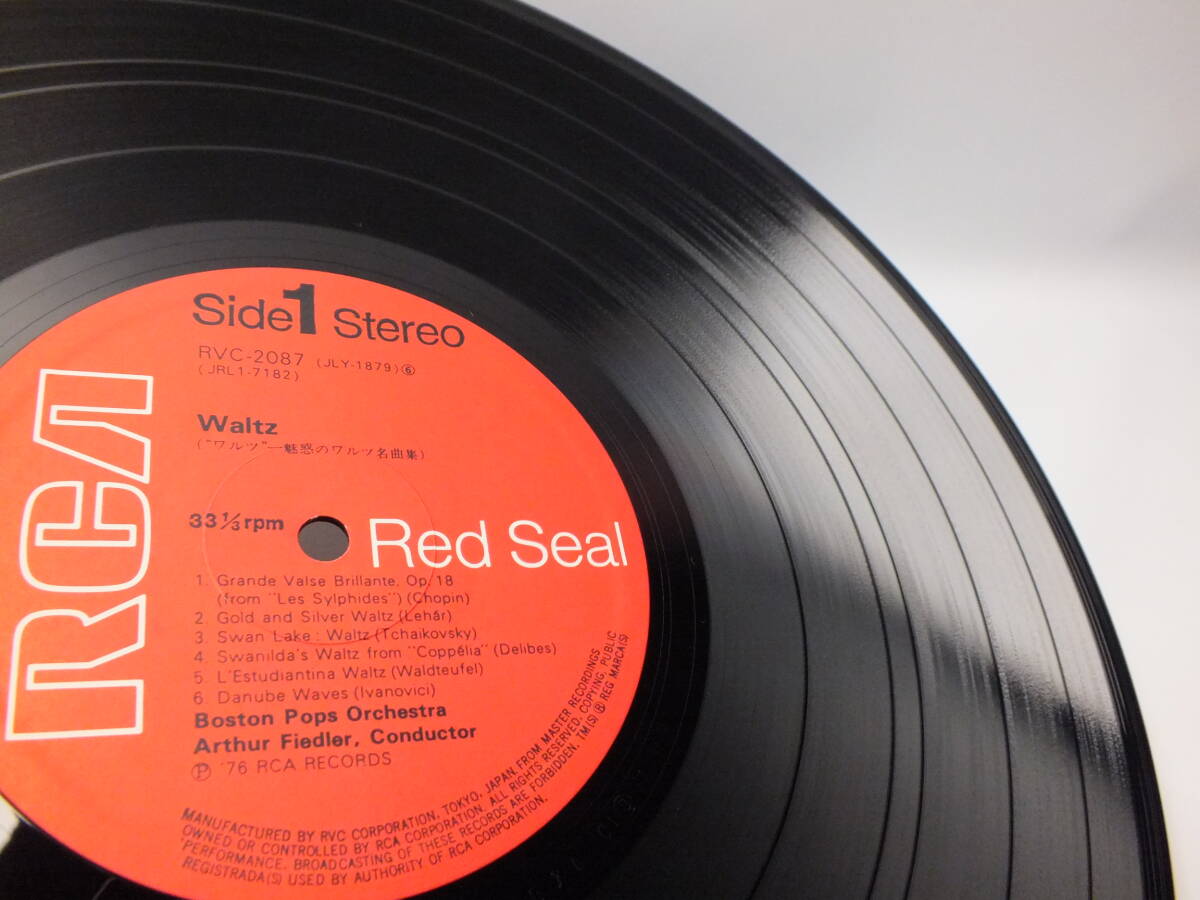 Side 1 Stereo
RVC-2087 (JLY-1879)⑥
(JRL1-7182)
Waltz
("ワルツ"—魅惑のワルツ名曲集)
33⅓rpm
Red Seal
RCA
1. Grande Valse Brillante, Op. 18
(from "Les Sylphides") (Chopin)
2. Gold and Silver Waltz (Lehár)
3. Swan Lake : Waltz (Tchaikovsky)
4. Swanilda's Waltz from "Coppélia" (Delibes)
5. L'Estudiantina Waltz (Waldteufel)
6. Danube Waves (Ivanovici)
Boston Pops Orchestra
Arthur Fiedler, Conductor
Ⓟ '76 RCA RECORDS
MANUFACTURED BY RVC CORPORATION, TOKYO, JAPAN, FROM MASTER RECORDINGS
OWNED OR CONTROLLED BY RCA CORPORATION. ALL RIGHTS RESERVED. COPYING, PUBLIC
PERFORMANCE, BROADCASTING OF THESE RECORDS ARE FORBIDDEN. TM(S) ® REG MARCA(S)
REGISTRADA(S) USED BY AUTHORITY OF RCA CORPORATION.